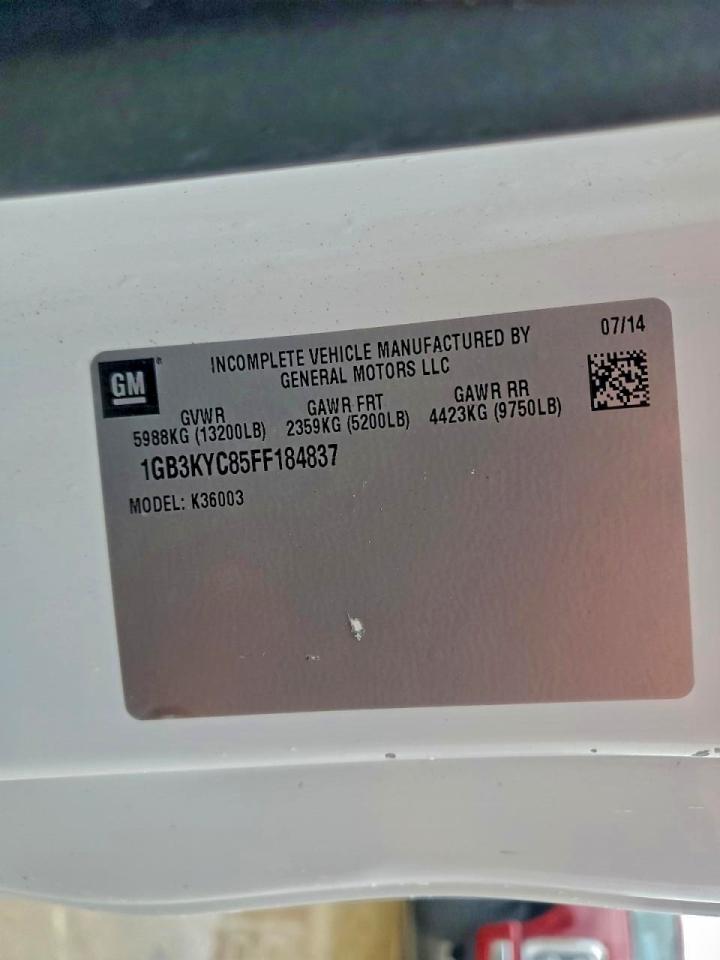 GM®
INCOMPLETE VEHICLE MANUFACTURED BY 07/14
GENERAL MOTORS LLC
GVWR GAWR FRT GAWR RR
5988KG (13200LB) 2359KG (5200LB) 4423KG (9750LB)
1GB3KYC85FF184837
MODEL: K36003